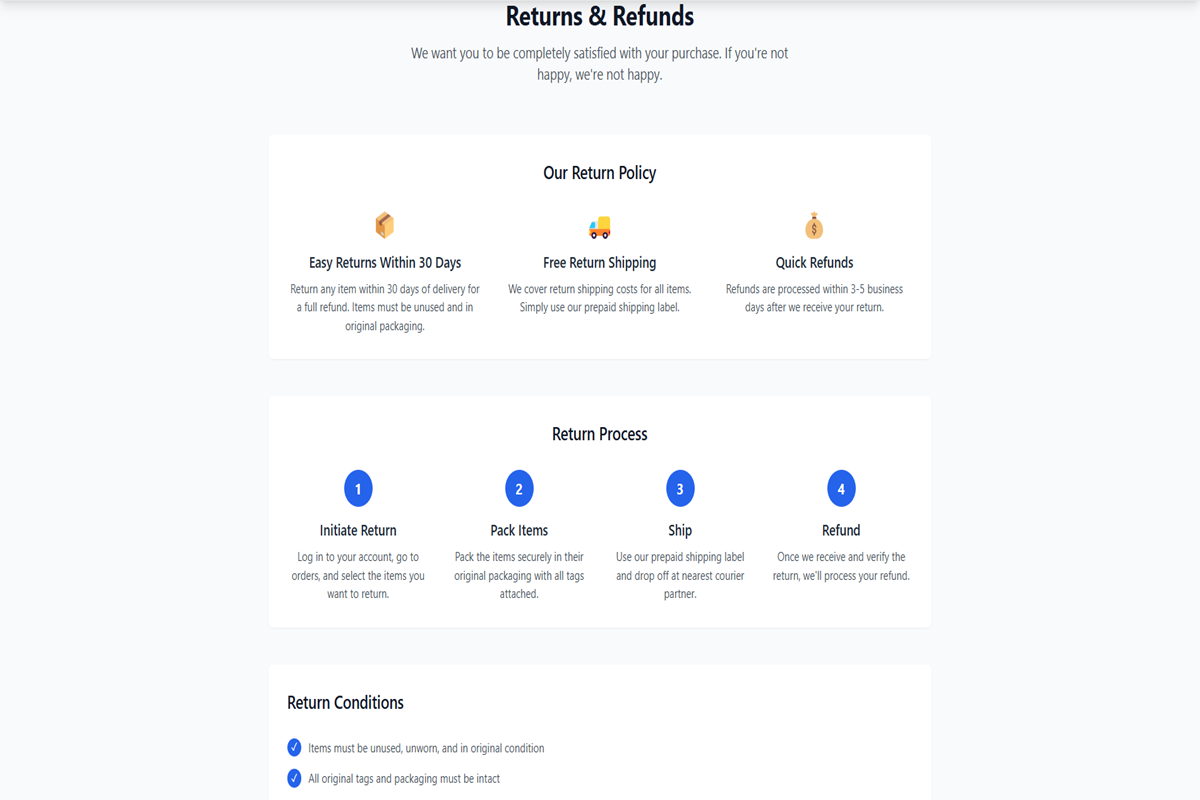 Returns & Refunds
We want you to be completely satisfied with your purchase. If you're not
happy, we're not happy.
Our Return Policy
Easy Returns Within 30 Days
Return any item within 30 days of delivery for
a full refund. Items must be unused and in
original packaging.
Free Return Shipping
We cover return shipping costs for all items.
Simply use our prepaid shipping label.
Quick Refunds
Refunds are processed within 3-5 business
days after we receive your return.
Return Process
1
Initiate Return
Log in to your account, go to
orders, and select the items you
want to return.
2
Pack Items
Pack the items securely in their
original packaging with all tags
attached.
3
Ship
Use our prepaid shipping label
and drop off at nearest courier
partner.
4
Refund
Once we receive and verify the
return, we'll process your refund.
Return Conditions
✓ Items must be unused, unworn, and in original condition
✓ All original tags and packaging must be intact